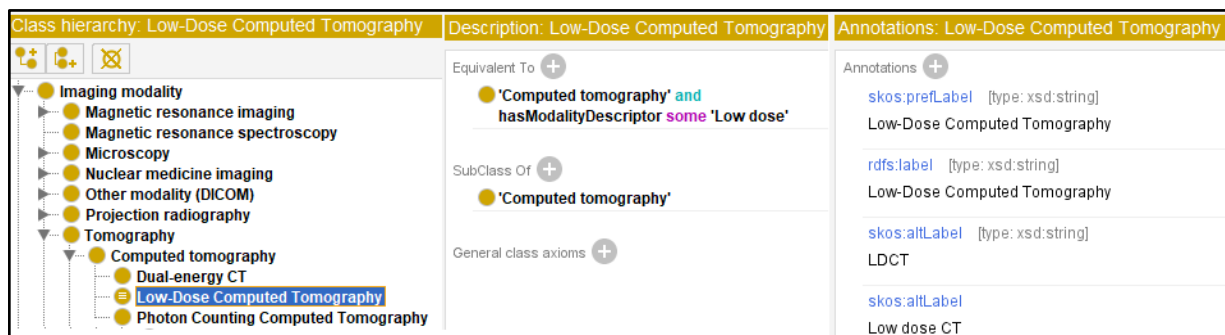 Class hierarchy: Low-Dose Computed Tomography
Imaging modality
Magnetic resonance imaging
Magnetic resonance spectroscopy
Microscopy
Nuclear medicine imaging
Other modality (DICOM)
Projection radiography
Tomography
Computed tomography
Dual-energy CT
Low-Dose Computed Tomography
Photon Counting Computed Tomography
Description: Low-Dose Computed Tomography
Equivalent To
'Computed tomography' and
hasModalityDescriptor some 'Low dose'
SubClass Of
'Computed tomography'
General class axioms
Annotations: Low-Dose Computed Tomography
Annotations
skos:prefLabel [type: xsd:string]
Low-Dose Computed Tomography
rdfs:label [type: xsd:string]
Low-Dose Computed Tomography
skos:altLabel [type: xsd:string]
LDCT
skos:altLabel
Low dose CT